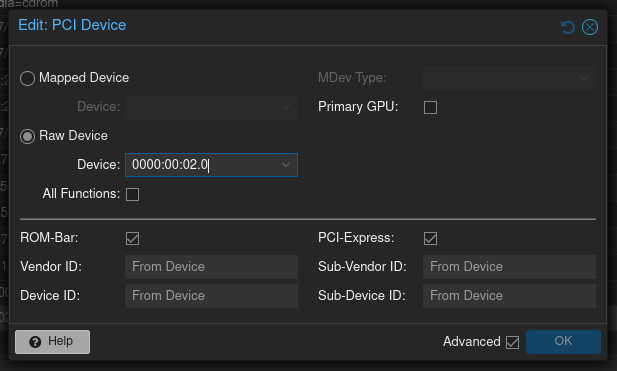 dia=cdrom
Edit: PCI Device
Mapped Device
MDev Type:
Device:
Primary GPU:
Raw Device
Device: 0000:00:02.0
All Functions:
ROM-Bar:
PCI-Express:
Vendor ID: From Device
Sub-Vendor ID: From Device
Device ID: From Device
Sub-Device ID: From Device
Help
Advanced
OK